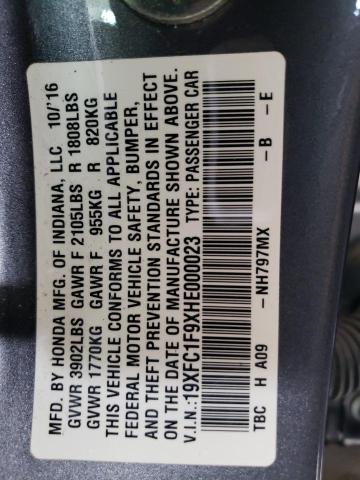 MFD. BY HONDA MFG. OF INDIANA, LLC 10/'16
GVWR 3902LBS GAWR F 2105LBS R 1808LBS
GVWR 1770KG GAWR F 955KG R 820KG
THIS VEHICLE CONFORMS TO ALL APPLICABLE
FEDERAL MOTOR VEHICLE SAFETY, BUMPER,
AND THEFT PREVENTION STANDARDS IN EFFECT
ON THE DATE OF MANUFACTURE SHOWN ABOVE.
V.I.N.:19XFC1F9XHE000023 TYPE: PASSENGER CAR
TBC H A09 -NH797MX -B -E